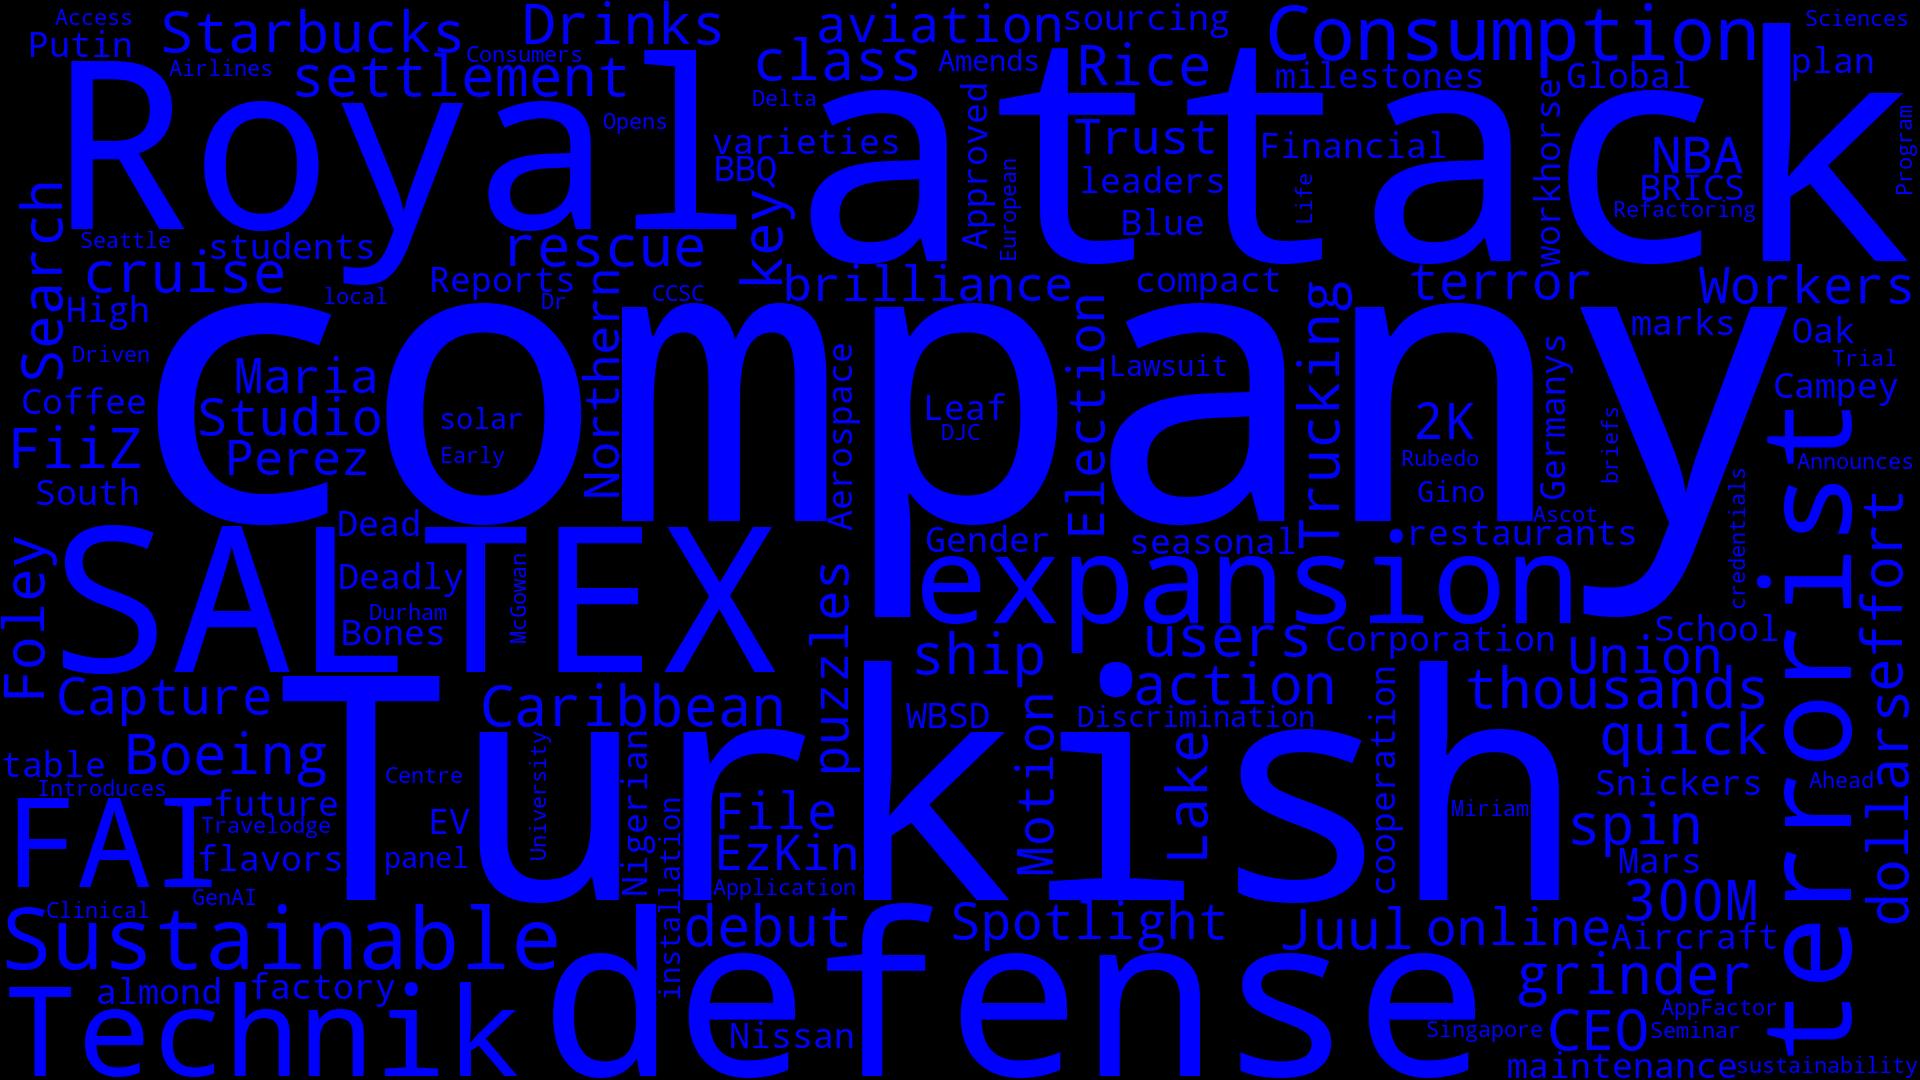 Access
Putin
Starbucks
Drinks
aviation
sourcing
Consumption
Sciences
Airlines
Consumers
settlement
class
Amends
Rice
milestones
Global
plan
Royal
attack
Delta
Opens
varieties
BBQ
Approved
Trust
Financial
workhorse
NBA
Program
leaders
BRICS
European
Life
Refactoring
Search
key
Blue
Seattle
students
rescue
cruise
Reports
brilliance
compact
terror
Workers
High
local
Dr
CCSC
Northern
Election
Trucking
marks
Oak
Driven
company
Maria
Aerospace
Lawsuit
Germanys
Trial
Campey
Coffee
Studio
solar
Leaf
DJC
2K
briefs
FiiZ
Perez
Early
Rubedo
Announces
South
Gino
credentials
terrorist
Dead
Ascot
SALTEX
Gender
seasonal
restaurants
effort
Foley
Deadly
McGowan
puzzles
expansion
Durham
Bones
ship
users
Corporation
Union
School
Capture
Caribbean
action
thousands
WBSD
Discrimination
cooperation
dollars
Boeing
Turkish
Motion
Lake
quick
table
Centre
University
Nigerian
Snickers
Ahead
Introduces
FAI
future
Travelodge
EV
File
Miriam
spin
flavors
panel
installation
EzKin
Mars
GenAI
Application
300M
Clinical
Sustainable
debut
Spotlight
Juul
online
Aircraft
defense
grinder
almond
factory
Technik
Nissan
AppFactor
Singapore
CEO
Seminar
maintenance
sustainability